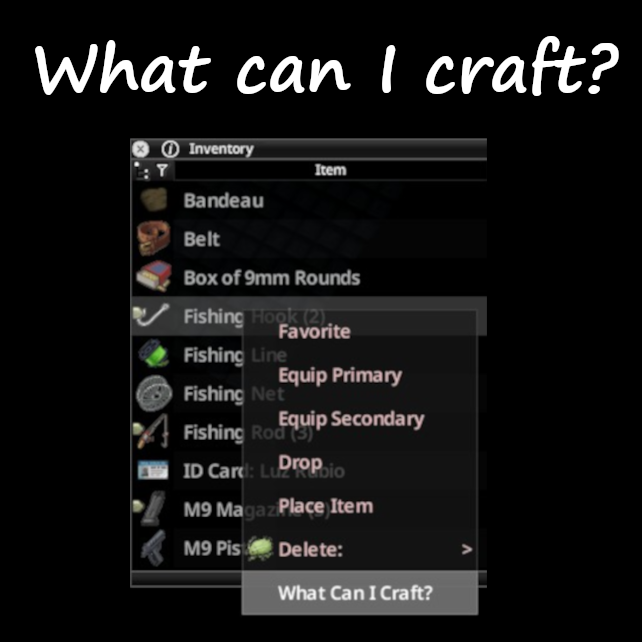 What can I craft?
Inventory
Item
Bandeau
Belt
Box of 9mm Rounds
Fishing Hook (2)
Favorite
Fishing Line
Equip Primary
Fishing Net
Equip Secondary
Fishing Rod (3)
Drop
ID Card: Luz Rubio
Place Item
M9 Magazine
M9 Pis
Delete: >
What Can I Craft?